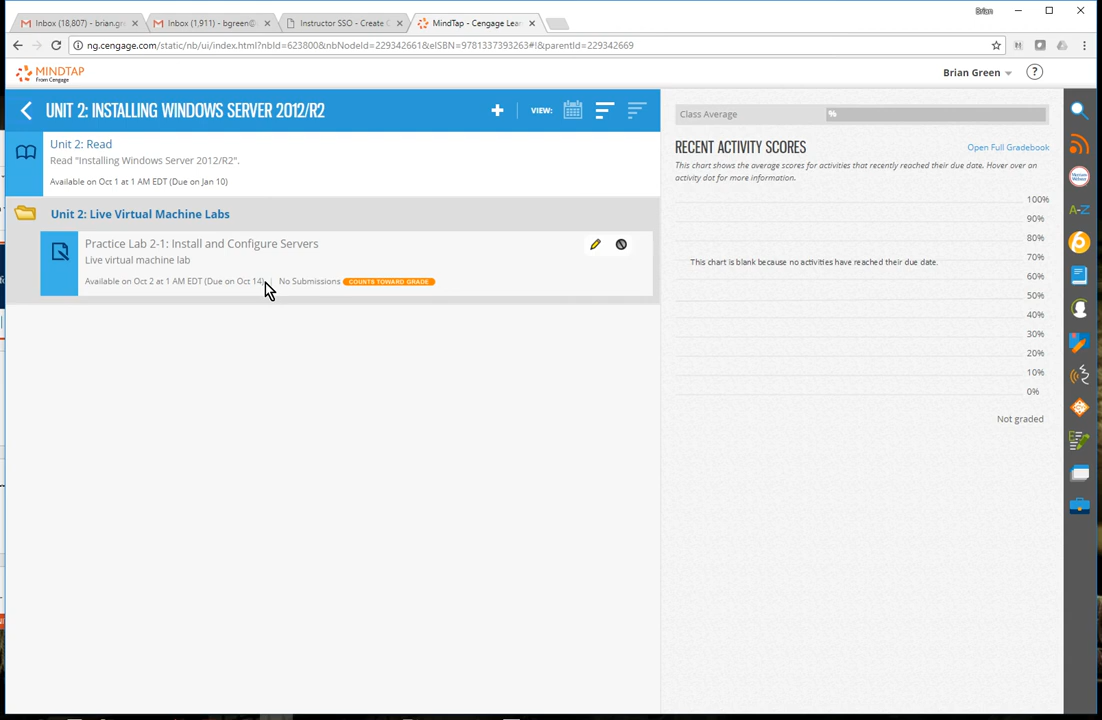 Brian
Inbox (18,807) - brian.gr
Inbox (1,911) - bgreen@
Instructor SSO - Create C
MindTap - Cengage Lea
ng.cengage.com/static/nb/ui/index.html?nbId=623800&nbNodeId=229342661&eISBN=9781337393263#!&parentId=229342669
MINDTAP
From Cengage
Brian Green
?
UNIT 2: INSTALLING WINDOWS SERVER 2012/R2
VIEW:
Unit 2: Read
Read "Installing Windows Server 2012/R2".
Available on Oct 1 at 1 AM EDT (Due on Jan 10)
Unit 2: Live Virtual Machine Labs
Practice Lab 2-1: Install and Configure Servers
Live virtual machine lab
Available on Oct 2 at 1 AM EDT (Due on Oct 14) | No Submissions COUNTS TOWARD GRADE
Class Average %
RECENT ACTIVITY SCORES
Open Full Gradebook
This chart shows the average scores for activities that recently reached their due date. Hover over an
activity dot for more information.
100%
90%
80%
70%
This chart is blank because no activities have reached their due date.
60%
50%
40%
30%
20%
10%
0%
Not graded
A-Z